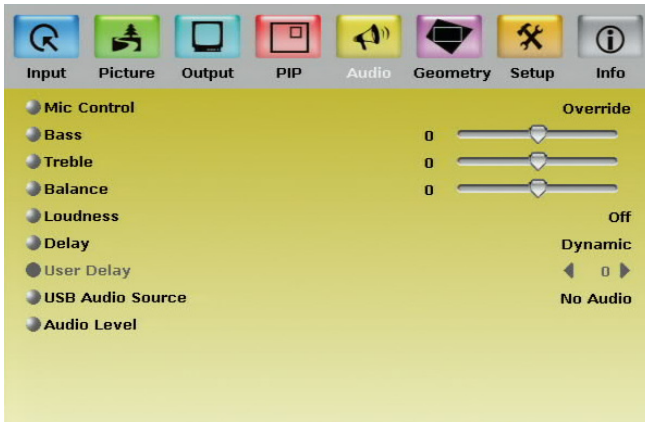 Input Picture Output PIP Audio Geometry Setup Info
Mic Control Override
Bass 0
Treble 0
Balance 0
Loudness Off
Delay Dynamic
User Delay 0
USB Audio Source No Audio
Audio Level